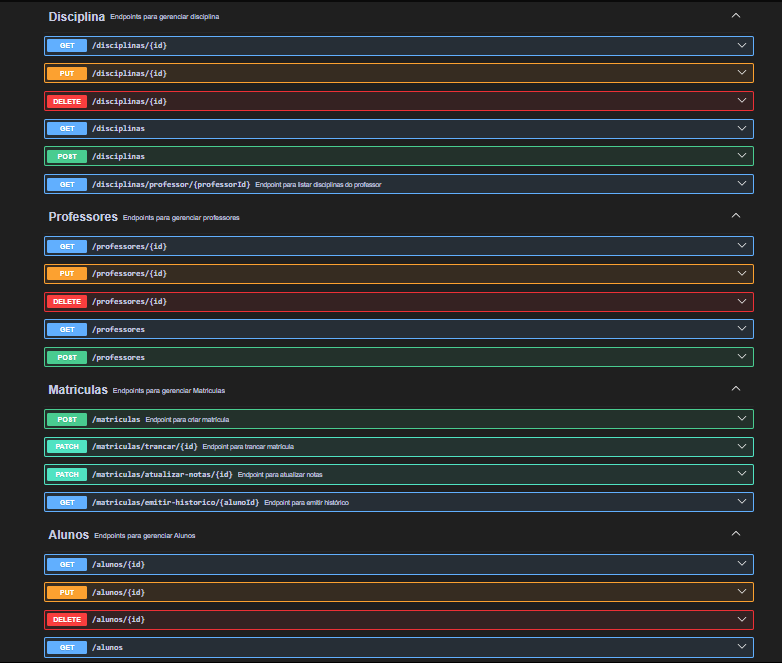 Disciplina Endpoints para gerenciar disciplina
GET /disciplinas/{id}
PUT /disciplinas/{id}
DELETE /disciplinas/{id}
GET /disciplinas
POST /disciplinas
GET /disciplinas/professor/{professorId} Endpoint para listar disciplinas do professor
Professores Endpoints para gerenciar professores
GET /professores/{id}
PUT /professores/{id}
DELETE /professores/{id}
GET /professores
POST /professores
Matriculas Endpoints para gerenciar Matriculas
POST /matriculas Endpoint para criar matricula
PATCH /matriculas/trancar/{id} Endpoint para trancar matricula
PATCH /matriculas/atualizar-notas/{id} Endpoint para atualizar notas
GET /matriculas/emitir-historico/{alunoId} Endpoint para emitir histórico
Alunos Endpoints para gerenciar Alunos
GET /alunos/{id}
PUT /alunos/{id}
DELETE /alunos/{id}
GET /alunos